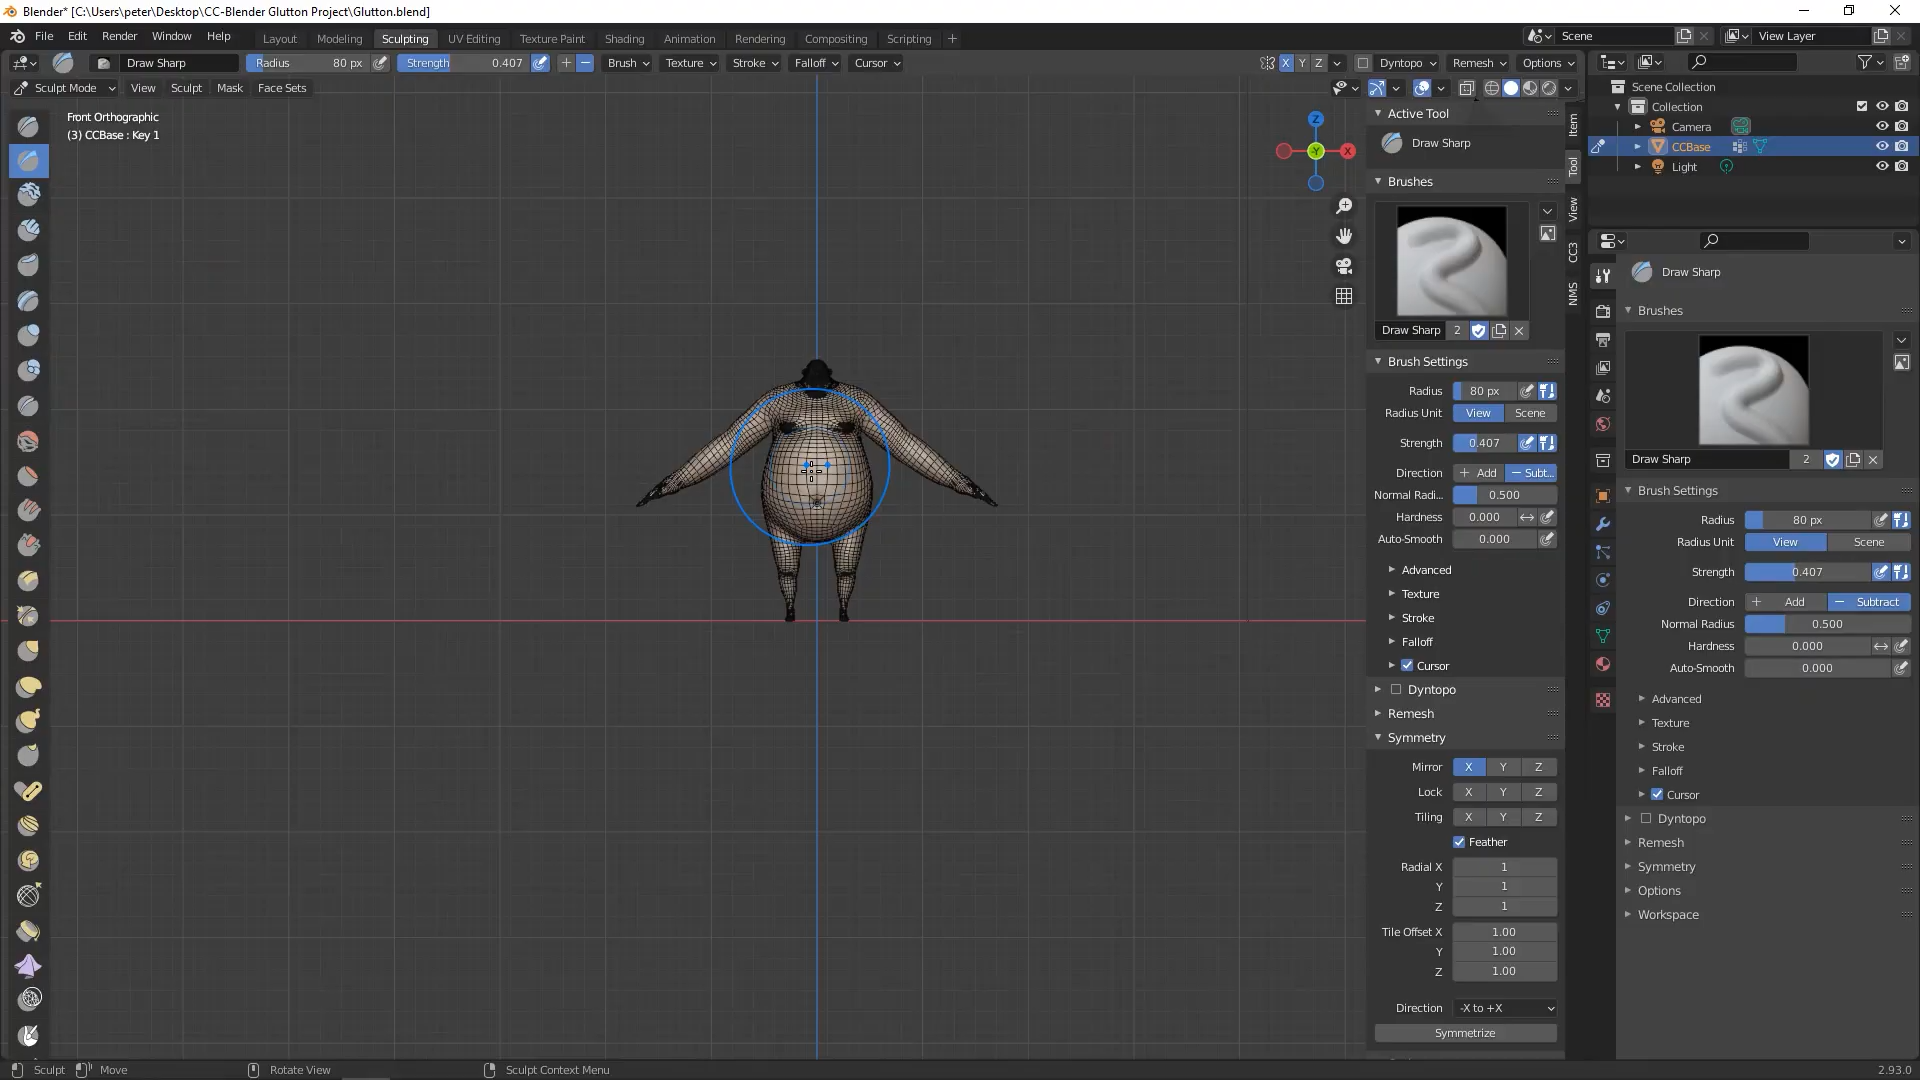 Blender* [C:\Users\peter\Desktop\CC-Blender Glutton Project\Glutton.blend]
File Edit Render Window Help Layout Modeling Sculpting UV Editing Texture Paint Shading Animation Rendering Compositing Scripting + Scene View Layer
Draw Sharp Radius 80 px Strength 0.407 + − Brush Texture Stroke Falloff Cursor X Y Z Dyntopo Remesh Options
Sculpt Mode View Sculpt Mask Face Sets
Front Orthographic
(3) CCBase : Key 1
Z
Y
X
Active Tool
Draw Sharp
Brushes
Draw Sharp 2
Brush Settings
Radius 80 px
Radius Unit View Scene
Strength 0.407
Direction + Add − Subt...
Normal Radi... 0.500
Hardness 0.000
Auto-Smooth 0.000
Advanced
Texture
Stroke
Falloff
Cursor
Dyntopo
Remesh
Symmetry
Mirror X Y Z
Lock X Y Z
Tiling X Y Z
Feather
Radial X 1
Y 1
Z 1
Tile Offset X 1.00
Y 1.00
Z 1.00
Direction -X to +X
Symmetrize
Item
Tool
View
CC3
NMS
Scene Collection
Collection
Camera
CCBase
Light
Draw Sharp
Brushes
Draw Sharp 2
Brush Settings
Radius 80 px
Radius Unit View Scene
Strength 0.407
Direction + Add − Subtract
Normal Radius 0.500
Hardness 0.000
Auto-Smooth 0.000
Advanced
Texture
Stroke
Falloff
Cursor
Dyntopo
Remesh
Symmetry
Options
Workspace
Sculpt Move Rotate View Sculpt Context Menu 2.93.0